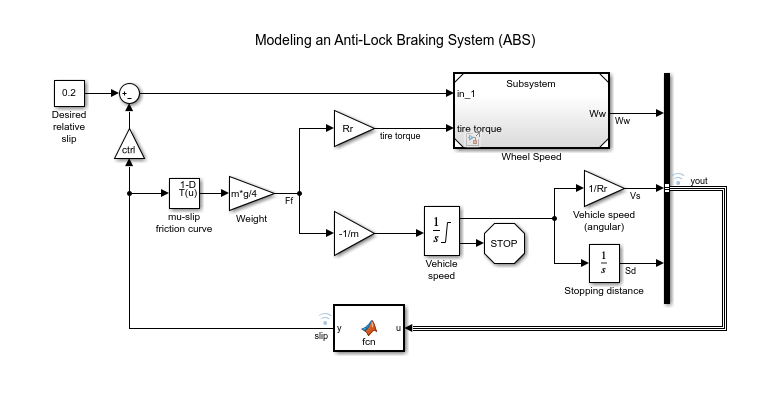 Modeling an Anti-Lock Braking System (ABS)
0.2
Desired
relative
slip
+
-
ctrl
in_1
Subsystem
tire torque
Ww
Ww
Wheel Speed
Rr
tire torque
1-D
T(u)
mu-slip
friction curve
m*g/4
Weight
Ff
-1/m
1
s
Vehicle
speed
STOP
1/Rr
Vs
Vehicle speed
(angular)
1
s
Sd
Stopping distance
yout
slip
y
fcn
u